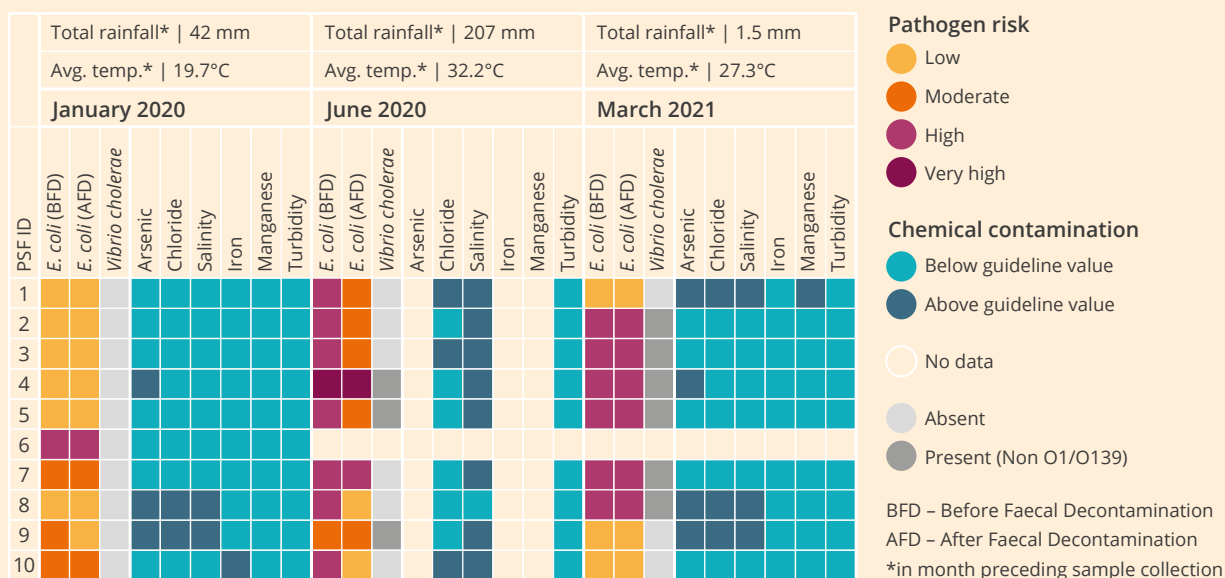 Total rainfall* | 42 mm
Total rainfall* | 207 mm
Total rainfall* | 1.5 mm
Avg. temp.* | 19.7°C
Avg. temp.* | 32.2°C
Avg. temp.* | 27.3°C
January 2020
June 2020
March 2021
PSF ID
E. coli (BFD)
E. coli (AFD)
Vibrio cholerae
Arsenic
Chloride
Salinity
Iron
Manganese
Turbidity
E. coli (BFD)
E. coli (AFD)
Vibrio cholerae
Arsenic
Chloride
Salinity
Iron
Manganese
Turbidity
E. coli (BFD)
E. coli (AFD)
Vibrio cholerae
Arsenic
Chloride
Salinity
Iron
Manganese
Turbidity
1
2
3
4
5
6
7
8
9
10
Pathogen risk
Low
Moderate
High
Very high
Chemical contamination
Below guideline value
Above guideline value
No data
Absent
Present (Non O1/O139)
BFD – Before Faecal Decontamination
AFD – After Faecal Decontamination
*in month preceding sample collection